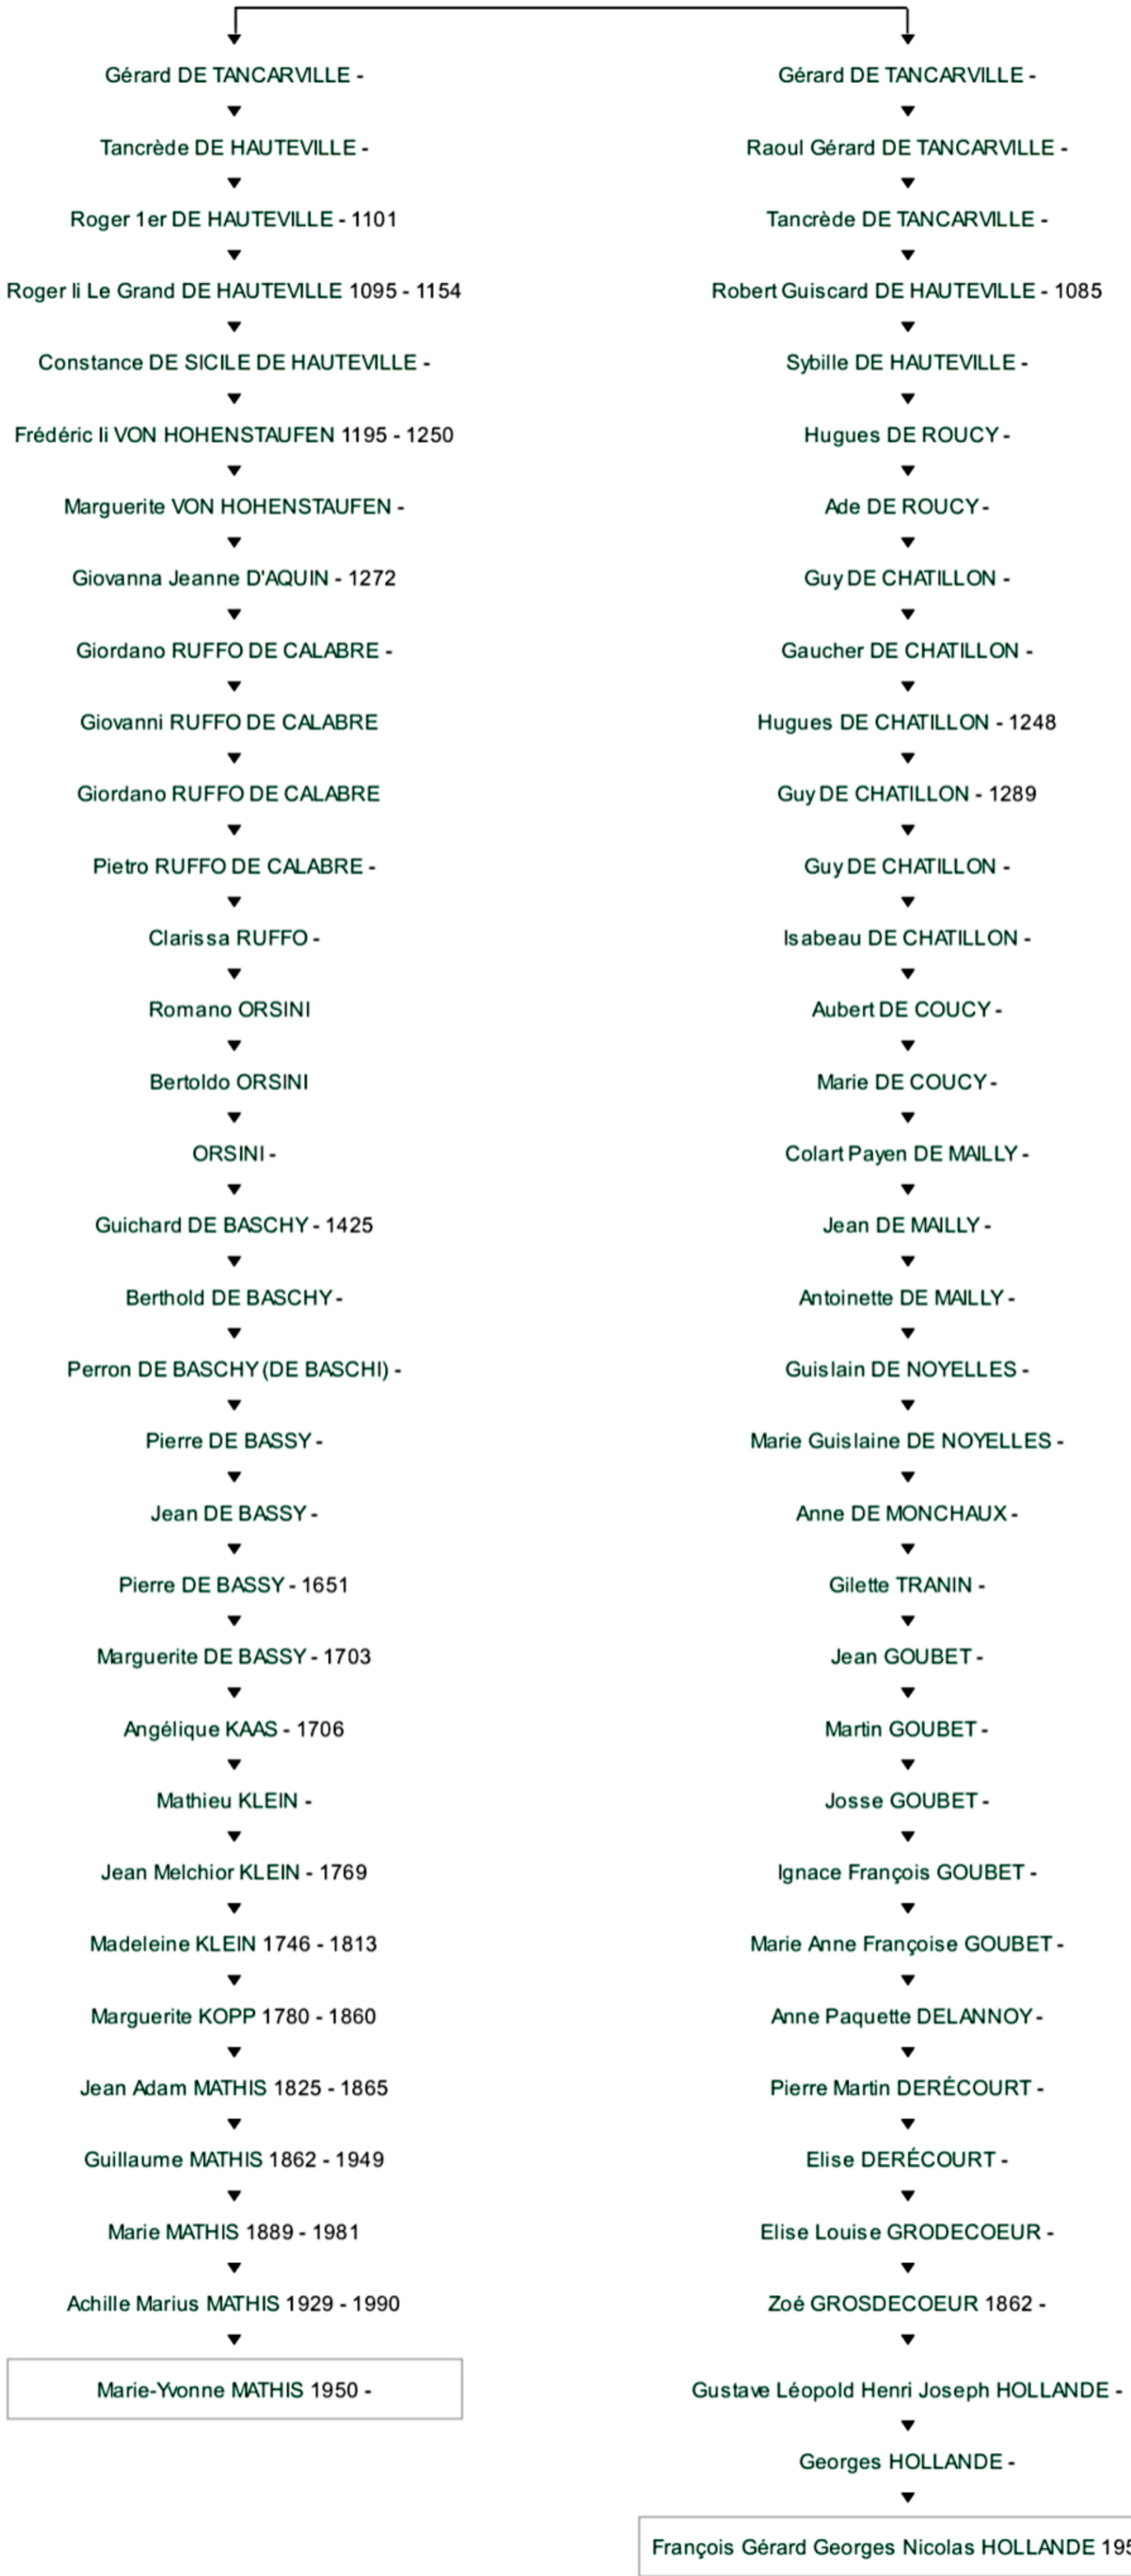 Gérard DE TANCARVILLE -
Tancrède DE HAUTEVILLE -
Roger 1er DE HAUTEVILLE - 1101
Roger Ii Le Grand DE HAUTEVILLE 1095 - 1154
Constance DE SICILE DE HAUTEVILLE -
Frédéric Ii VON HOHENSTAUFEN 1195 - 1250
Marguerite VON HOHENSTAUFEN -
Giovanna Jeanne D'AQUIN - 1272
Giordano RUFFO DE CALABRE -
Giovanni RUFFO DE CALABRE
Giordano RUFFO DE CALABRE
Pietro RUFFO DE CALABRE -
Clarissa RUFFO -
Romano ORSINI
Bertoldo ORSINI
ORSINI -
Guichard DE BASCHY - 1425
Berthold DE BASCHY -
Perron DE BASCHY (DE BASCHI) -
Pierre DE BASSY -
Jean DE BASSY -
Pierre DE BASSY - 1651
Marguerite DE BASSY - 1703
Angélique KAAS - 1706
Mathieu KLEIN -
Jean Melchior KLEIN - 1769
Madeleine KLEIN 1746 - 1813
Marguerite KOPP 1780 - 1860
Jean Adam MATHIS 1825 - 1865
Guillaume MATHIS 1862 - 1949
Marie MATHIS 1889 - 1981
Achille Marius MATHIS 1929 - 1990
Marie-Yvonne MATHIS 1950 -
Gérard DE TANCARVILLE -
Raoul Gérard DE TANCARVILLE -
Tancrède DE TANCARVILLE -
Robert Guiscard DE HAUTEVILLE - 1085
Sybille DE HAUTEVILLE -
Hugues DE ROUCY -
Ade DE ROUCY -
Guy DE CHATILLON -
Gaucher DE CHATILLON -
Hugues DE CHATILLON - 1248
Guy DE CHATILLON - 1289
Guy DE CHATILLON -
Isabeau DE CHATILLON -
Aubert DE COUCY -
Marie DE COUCY -
Colart Payen DE MAILLY -
Jean DE MAILLY -
Antoinette DE MAILLY -
Guislain DE NOYELLES -
Marie Guislaine DE NOYELLES -
Anne DE MONCHAUX -
Gilette TRANIN -
Jean GOUBET -
Martin GOUBET -
Josse GOUBET -
Ignace François GOUBET -
Marie Anne Françoise GOUBET -
Anne Paquette DELANNOY -
Pierre Martin DERÉCOURT -
Elise DERÉCOURT -
Elise Louise GRODECOEUR -
Zoé GROSDECOEUR 1862 -
Gustave Léopold Henri Joseph HOLLANDE -
Georges HOLLANDE -
François Gérard Georges Nicolas HOLLANDE